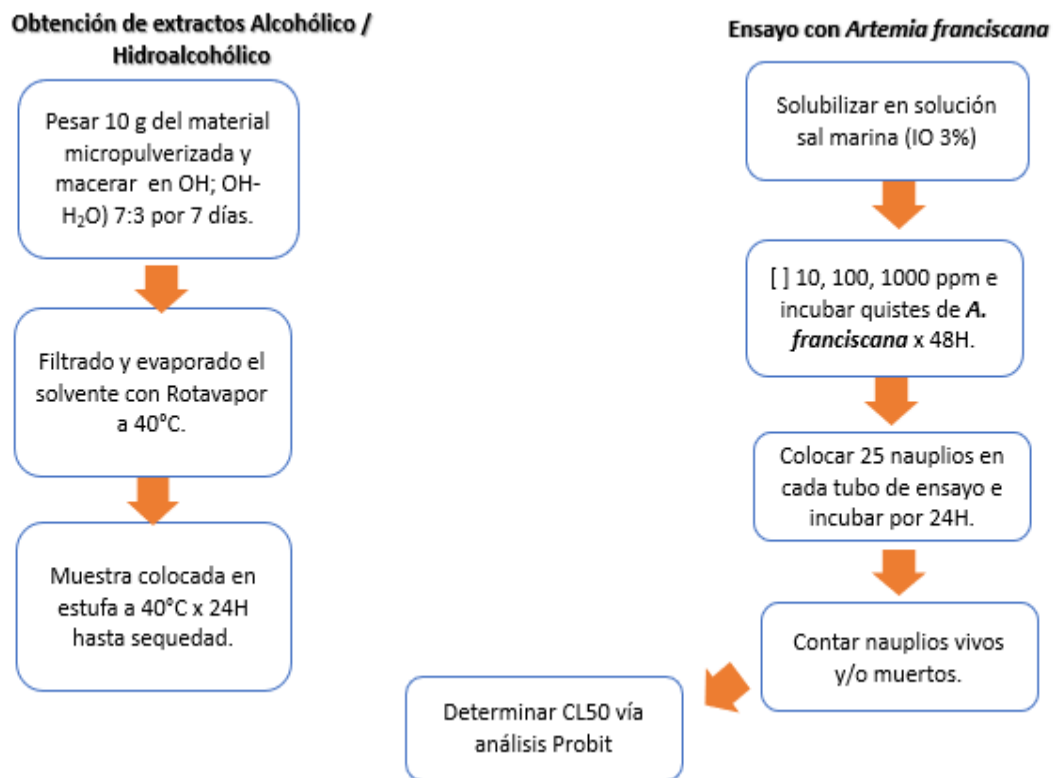 Obtención de extractos Alcohólico /
Hidroalcohólico
Pesar 10 g del material
micropulverizada y
macerar en OH; OH-
H₂O) 7:3 por 7 días.
Filtrado y evaporado el
solvente con Rotavapor
a 40°C.
Muestra colocada en
estufa a 40°C x 24H
hasta sequedad.
Ensayo con Artemia franciscana
Solubilizar en solución
sal marina (IO 3%)
[ ] 10, 100, 1000 ppm e
incubar quistes de A.
franciscana x 48H.
Colocar 25 nauplios en
cada tubo de ensayo e
incubar por 24H.
Contar nauplios vivos
y/o muertos.
Determinar CL50 vía
análisis Probit